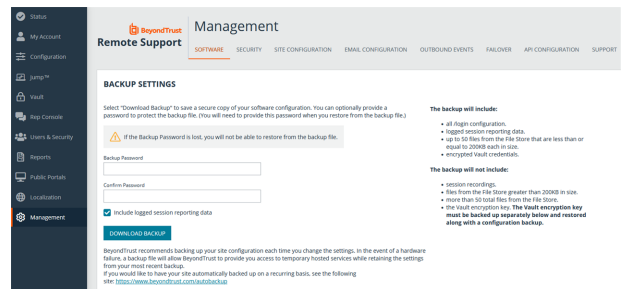 Status
My Account
Configuration
Jump™
Vault
Rep Console
Users & Security
Reports
Public Portals
Localization
Management
BeyondTrust
Remote Support
Management
SOFTWARE SECURITY SITE CONFIGURATION EMAIL CONFIGURATION OUTBOUND EVENTS FAILOVER API CONFIGURATION SUPPORT
BACKUP SETTINGS
Select "Download Backup" to save a secure copy of your software configuration. You can optionally provide a
password to protect the backup file. (You will need to provide this password when you restore from the backup file.)
If the Backup Password is lost, you will not be able to restore from the backup file.
Backup Password
Confirm Password
Include logged session reporting data
DOWNLOAD BACKUP
BeyondTrust recommends backing up your site configuration each time you change the settings. In the event of a hardware
failure, a backup file will allow BeyondTrust to provide you access to temporary hosted services while retaining the settings
from your most recent backup.
If you would like to have your site automatically backed up on a recurring basis, see the following
site: https://www.beyondtrust.com/autobackup
The backup will include:
• all /login configuration.
• logged session reporting data.
• up to 50 files from the File Store that are less than or
equal to 200KB each in size.
• encrypted Vault credentials.
The backup will not include:
• session recordings.
• files from the File Store greater than 200KB in size.
• more than 50 total files from the File Store.
• the Vault encryption key. The Vault encryption key
must be backed up separately below and restored
along with a configuration backup.